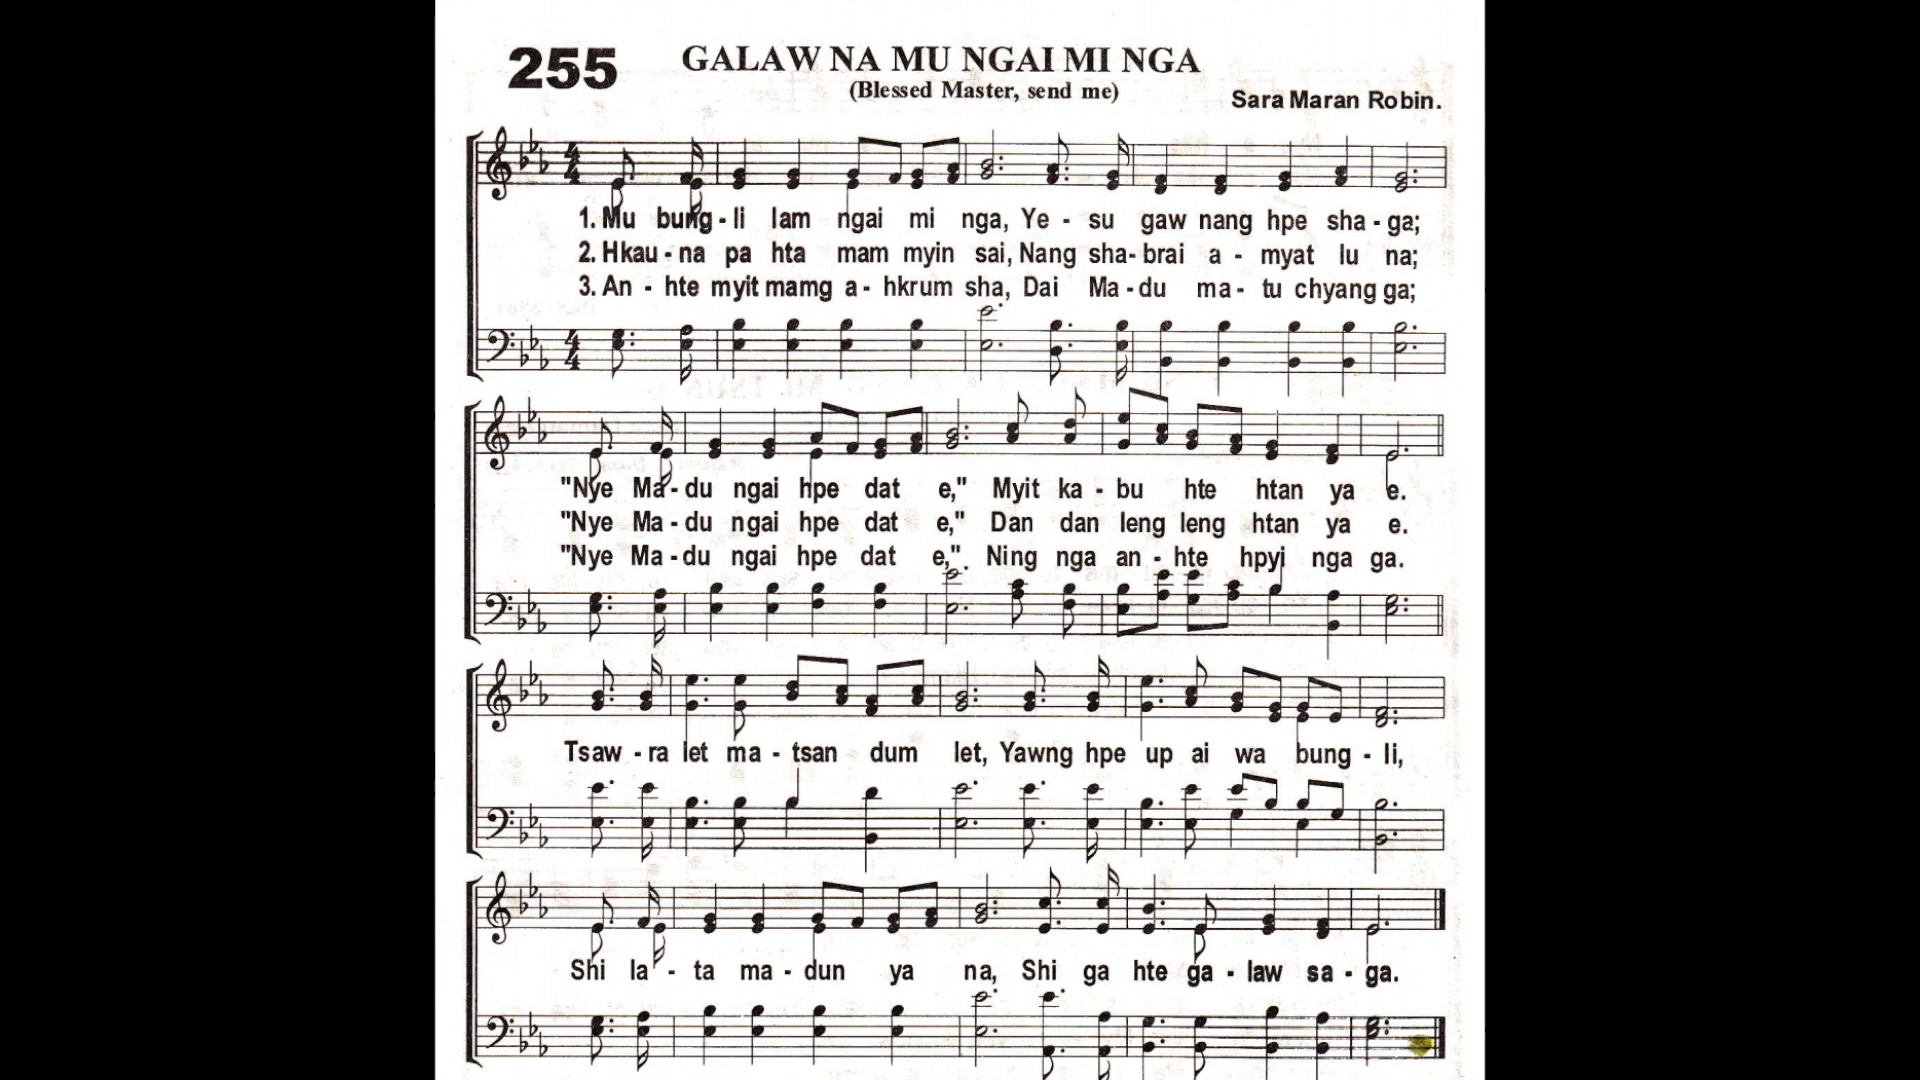 255
GALAW NA MU NGAI MI NGA
(Blessed Master, send me)
Sara Maran Robin.
1. Mu bung - li lam ngai mi nga, Ye - su gaw nang hpe sha - ga;
2. Hkau - na pa hta mam myin sai, Nang sha - brai a - myat lu na;
3. An - hte myit mamg a - hkrum sha, Dai Ma - du ma - tu chyang ga;
"Nye Ma - du ngai hpe dat e," Myit ka - bu hte htan ya e.
"Nye Ma - du ngai hpe dat e," Dan dan leng leng htan ya e.
"Nye Ma - du ngai hpe dat e,". Ning nga an - hte hpyi nga ga.
Tsaw - ra let ma - tsan dum let, Yawng hpe up ai wa bung - li,
Shi la - ta ma - dun ya na, Shi ga hte ga - law sa - ga.